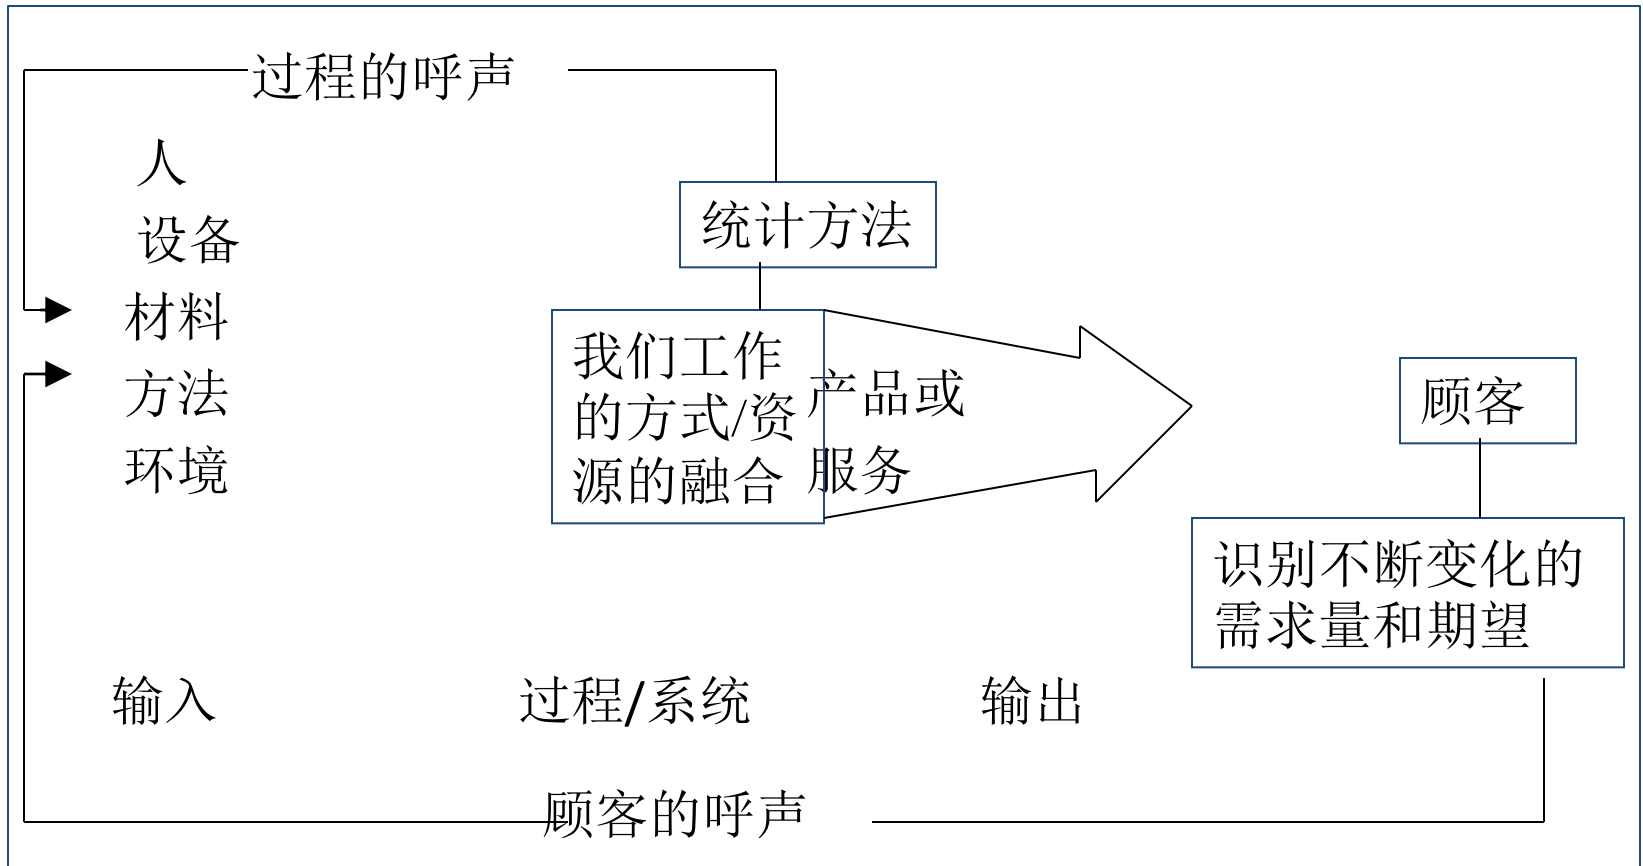 过程的呼声
人
设备
材料
方法
环境
统计方法
我们工作
的方式/资
源的融合
产品或
服务
顾客
识别不断变化的
需求量和期望
输入
过程/系统
输出
顾客的呼声